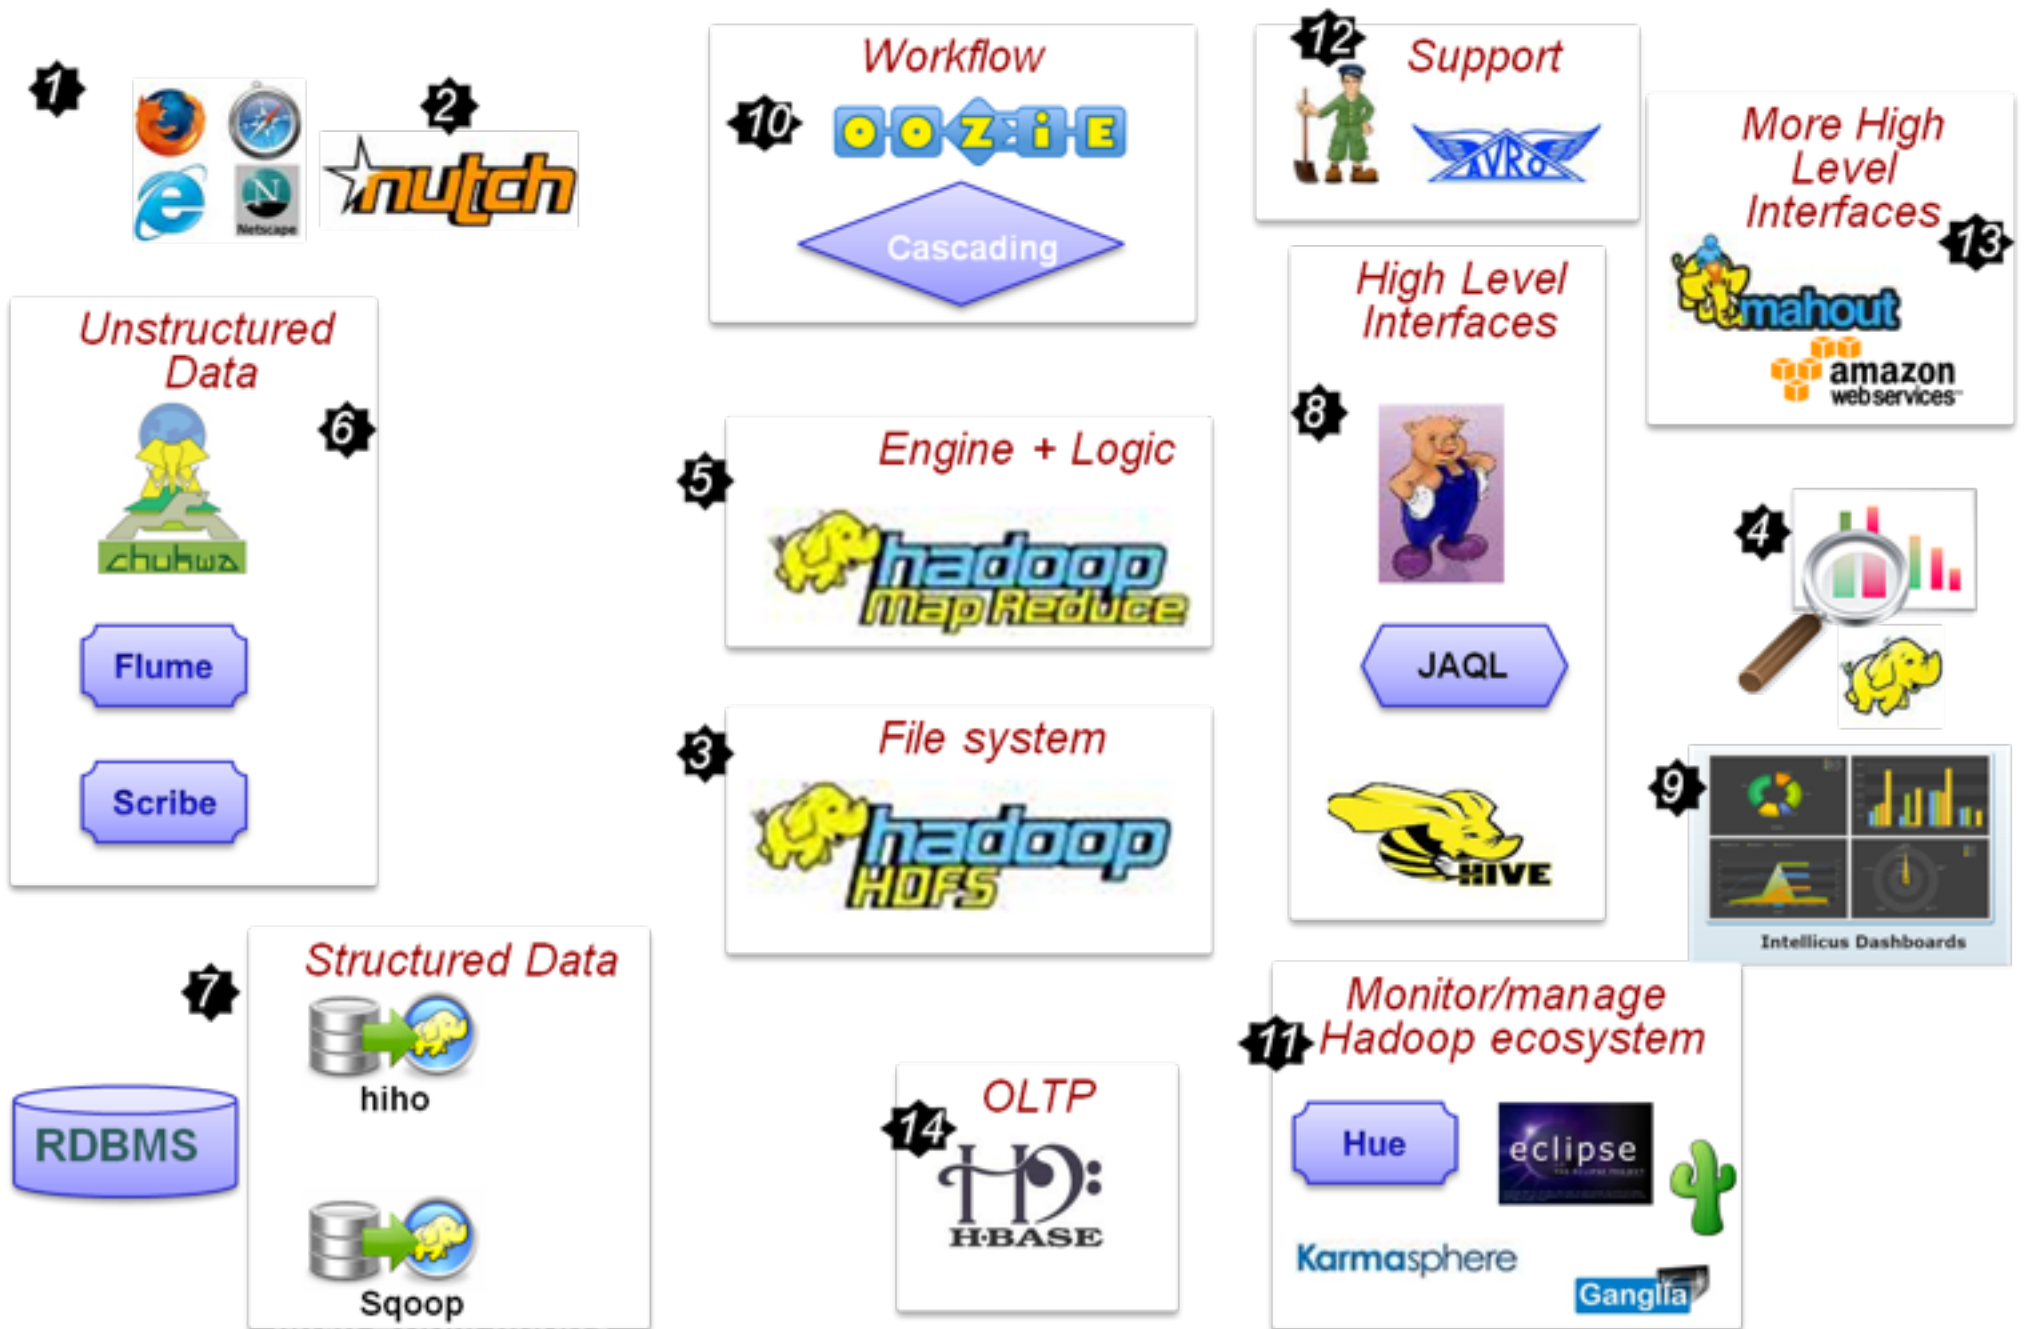 1
Netscape
2
nutch
Workflow
10
OOZIE
Cascading
12
Support
AVRO
More High
Level
Interfaces
13
mahout
amazon
webservices
Unstructured
Data
6
chukwa
Flume
Scribe
Engine + Logic
5
hadoop
Map Reduce
File system
3
hadoop
HDFS
High Level
Interfaces
8
JAQL
HIVE
4
9
Intellicus Dashboards
7
Structured Data
hiho
Sqoop
RDBMS
OLTP
14
H·BASE
Monitor/manage
11
Hadoop ecosystem
Hue
eclipse
Karmasphere
Ganglia